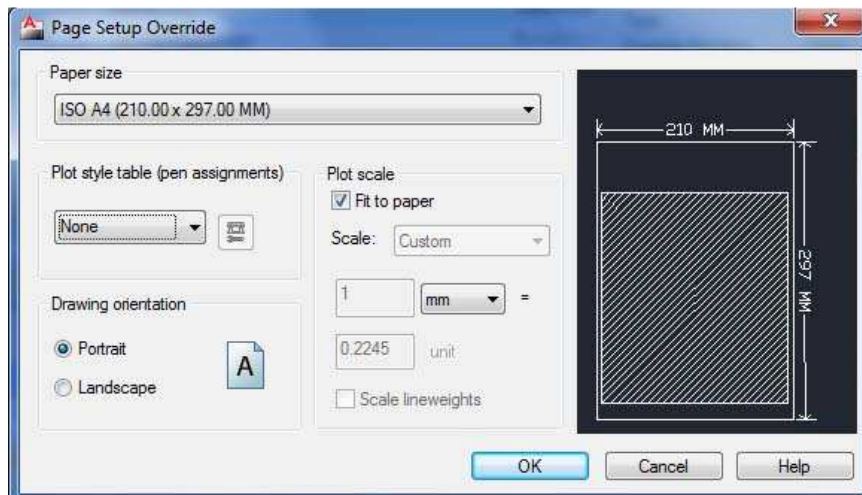 Page Setup Override
Paper size
ISO A4 (210.00 x 297.00 MM)
Plot style table (pen assignments)
None
Plot scale
Fit to paper
Scale:
Custom
1
mm
=
0.2245
unit
Scale lineweights
Drawing orientation
Portrait
Landscape
A
210 MM
297 MM
OK
Cancel
Help